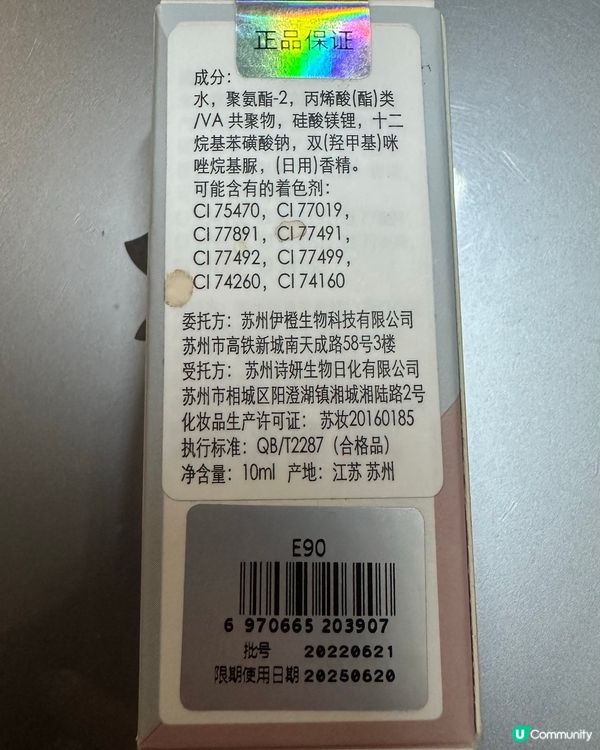 正品保证
成分：
水，聚氨酯-2，丙烯酸(酯)类
/VA 共聚物，硅酸镁锂，十二
烷基苯磺酸钠，双(羟甲基)咪
唑烷基脲，(日用)香精。
可能含有的着色剂：
CI 75470，CI 77019，
CI 77891，CI 77491，
CI 77492，CI 77499，
CI 74260，CI 74160
委托方：苏州伊橙生物科技有限公司
苏州市高铁新城南天成路58号3楼
受托方：苏州诗妍生物日化有限公司
苏州市相城区阳澄湖镇湘城湘陆路2号
化妆品生产许可证：苏妆20160185
执行标准：QB/T2287（合格品）
净含量：10ml 产地：江苏 苏州
E90
6 970665 203907
批号 20220621
限期使用日期 20250620
U Community